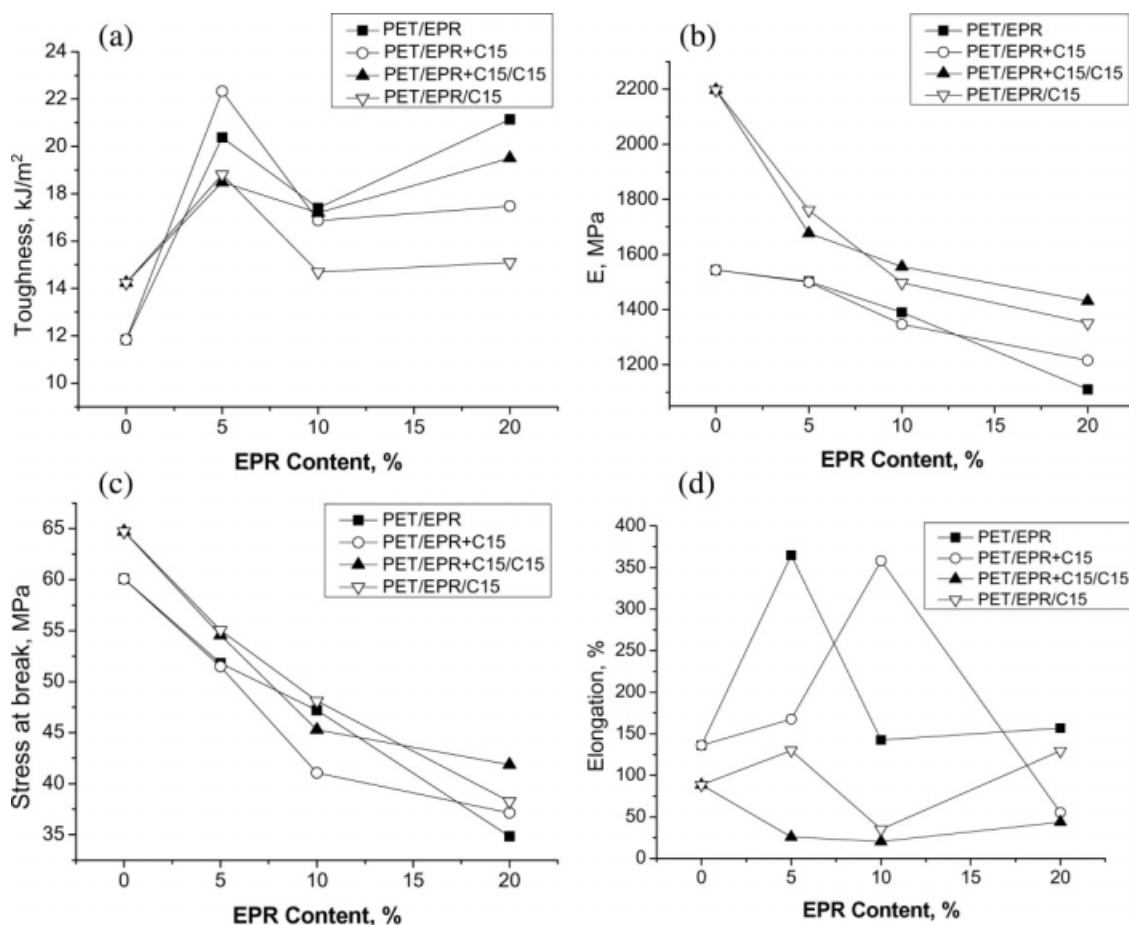 (a)
PET/EPR
PET/EPR+C15
PET/EPR+C15/C15
PET/EPR/C15
Toughness, kJ/m²
24
22
20
18
16
14
12
10
0 5 10 15 20
EPR Content, %
(b)
PET/EPR
PET/EPR+C15
PET/EPR+C15/C15
PET/EPR/C15
E, MPa
2200
2000
1800
1600
1400
1200
0 5 10 15 20
EPR Content, %
(c)
PET/EPR
PET/EPR+C15
PET/EPR+C15/C15
PET/EPR/C15
Stress at break, MPa
65
60
55
50
45
40
35
0 5 10 15 20
EPR Content, %
(d)
PET/EPR
PET/EPR+C15
PET/EPR+C15/C15
PET/EPR/C15
Elongation, %
400
350
300
250
200
150
100
50
0
0 5 10 15 20
EPR Content, %